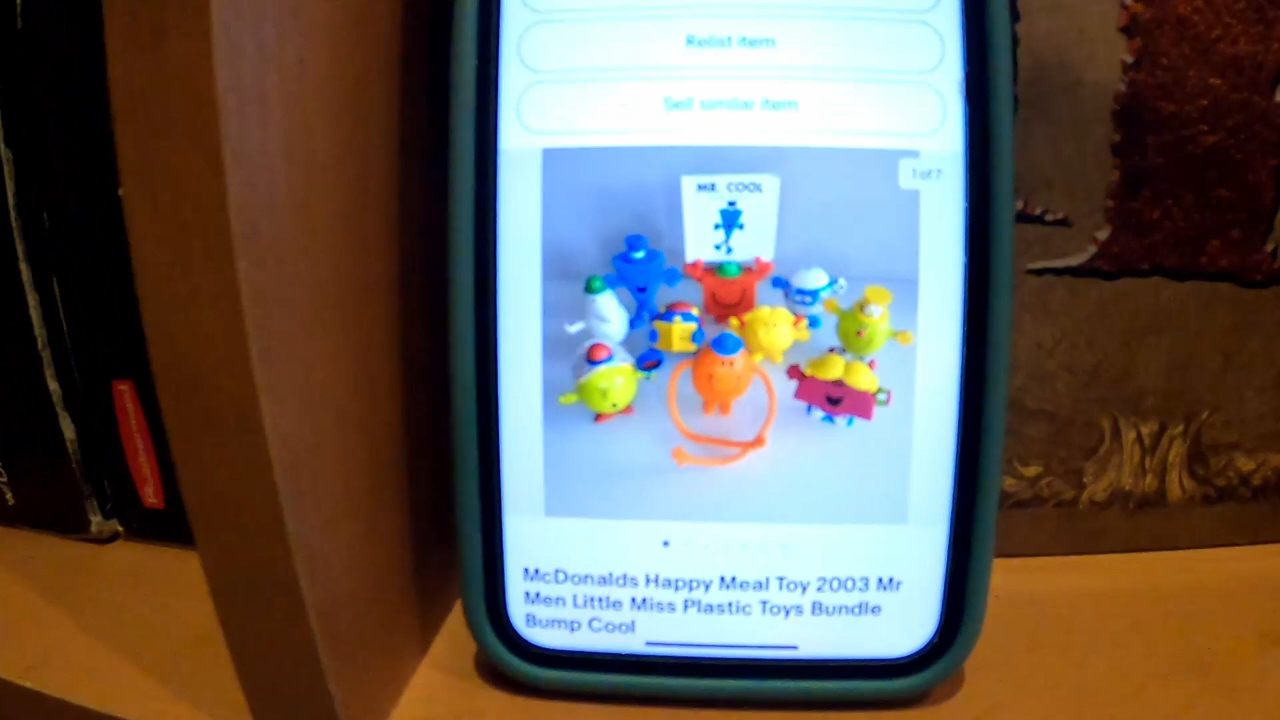 Relist item
Sell similar item
1 of 7
MR. COOL
McDonalds Happy Meal Toy 2003 Mr
Men Little Miss Plastic Toys Bundle
Bump Cool